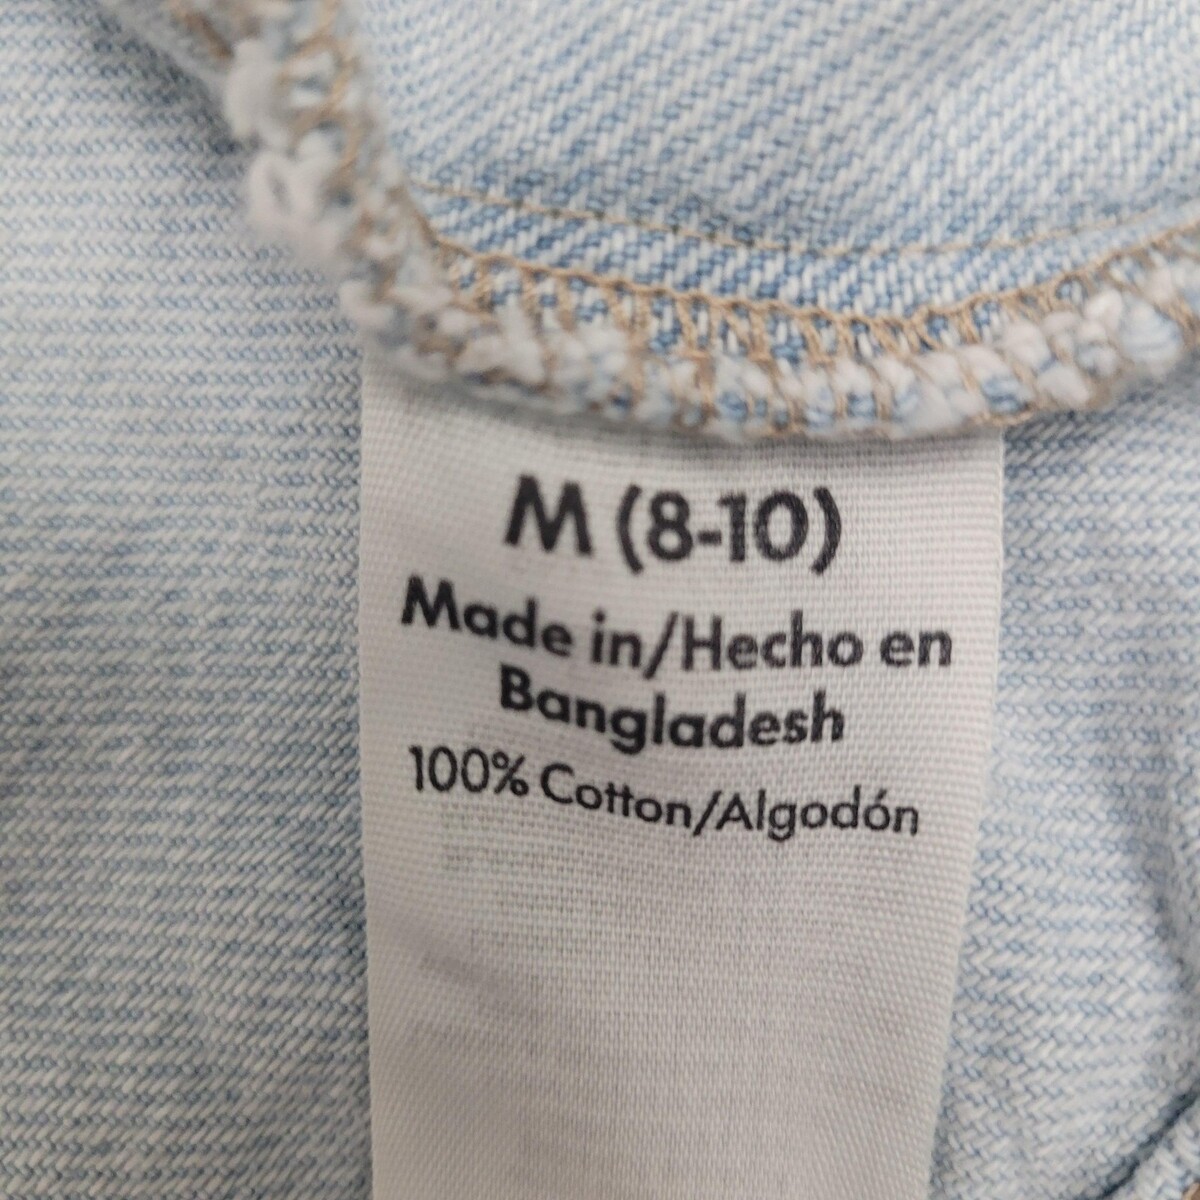 M (8-10)
Made in/Hecho en
Bangladesh
100% Cotton/Algodón